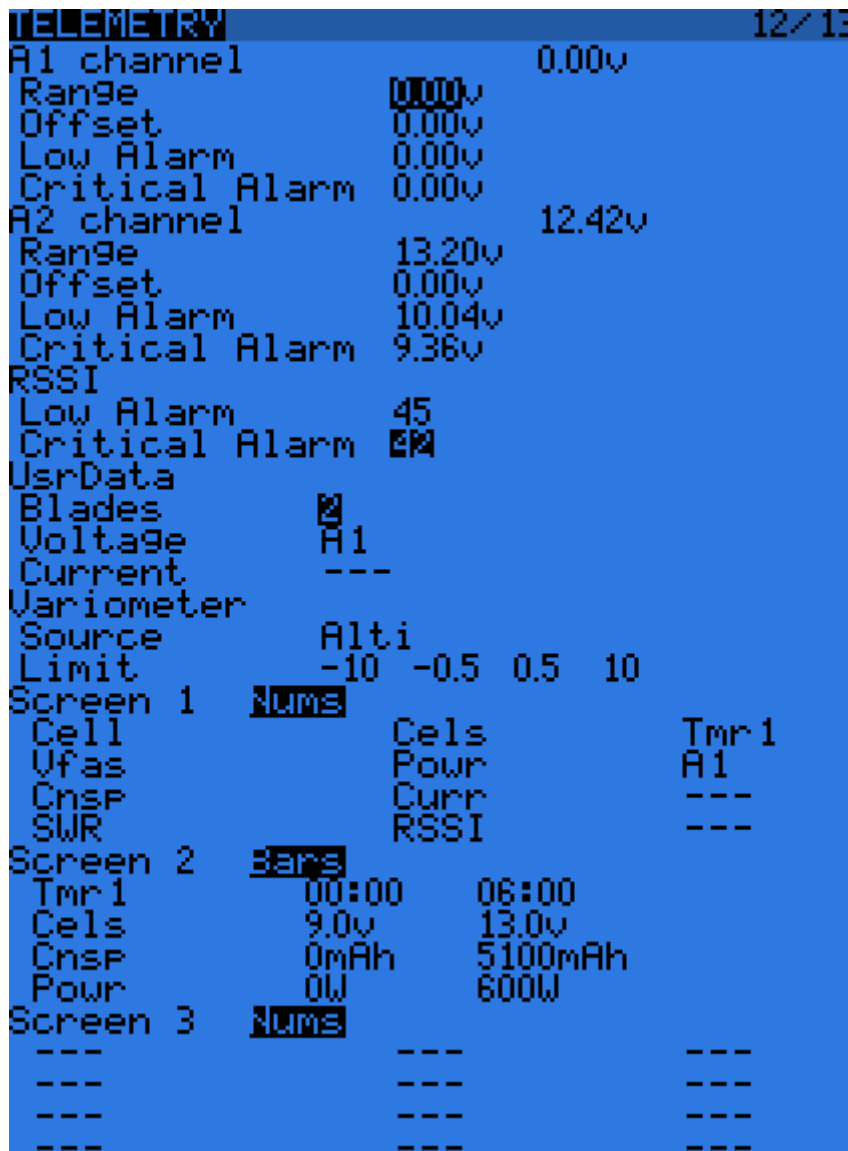 TELEMETRY 12/13
A1 channel 0.00v
Range 0.00v
Offset 0.00v
Low Alarm 0.00v
Critical Alarm 0.00v
A2 channel 12.42v
Range 13.20v
Offset 0.00v
Low Alarm 10.04v
Critical Alarm 9.36v
RSSI
Low Alarm 45
Critical Alarm 42
UsrData
Blades 2
Voltage A1
Current ---
Variometer
Source Alti
Limit -10 -0.5 0.5 10
Screen 1 Nums
Cell Cels Tmr1
Vfas Powr A1
Cnsp Curr ---
SWR RSSI ---
Screen 2 Bars
Tmr1 00:00 06:00
Cels 9.0v 13.0v
Cnsp 0mAh 5100mAh
Powr 0W 600W
Screen 3 Nums
--- --- ---
--- --- ---
--- --- ---
--- --- ---